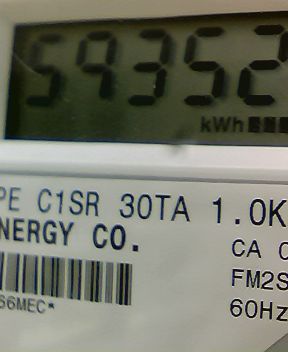 59352
kWh
PE C1SR 30TA 1.0K
NERGY CO.
CA
FM2S
60Hz
66MEC*